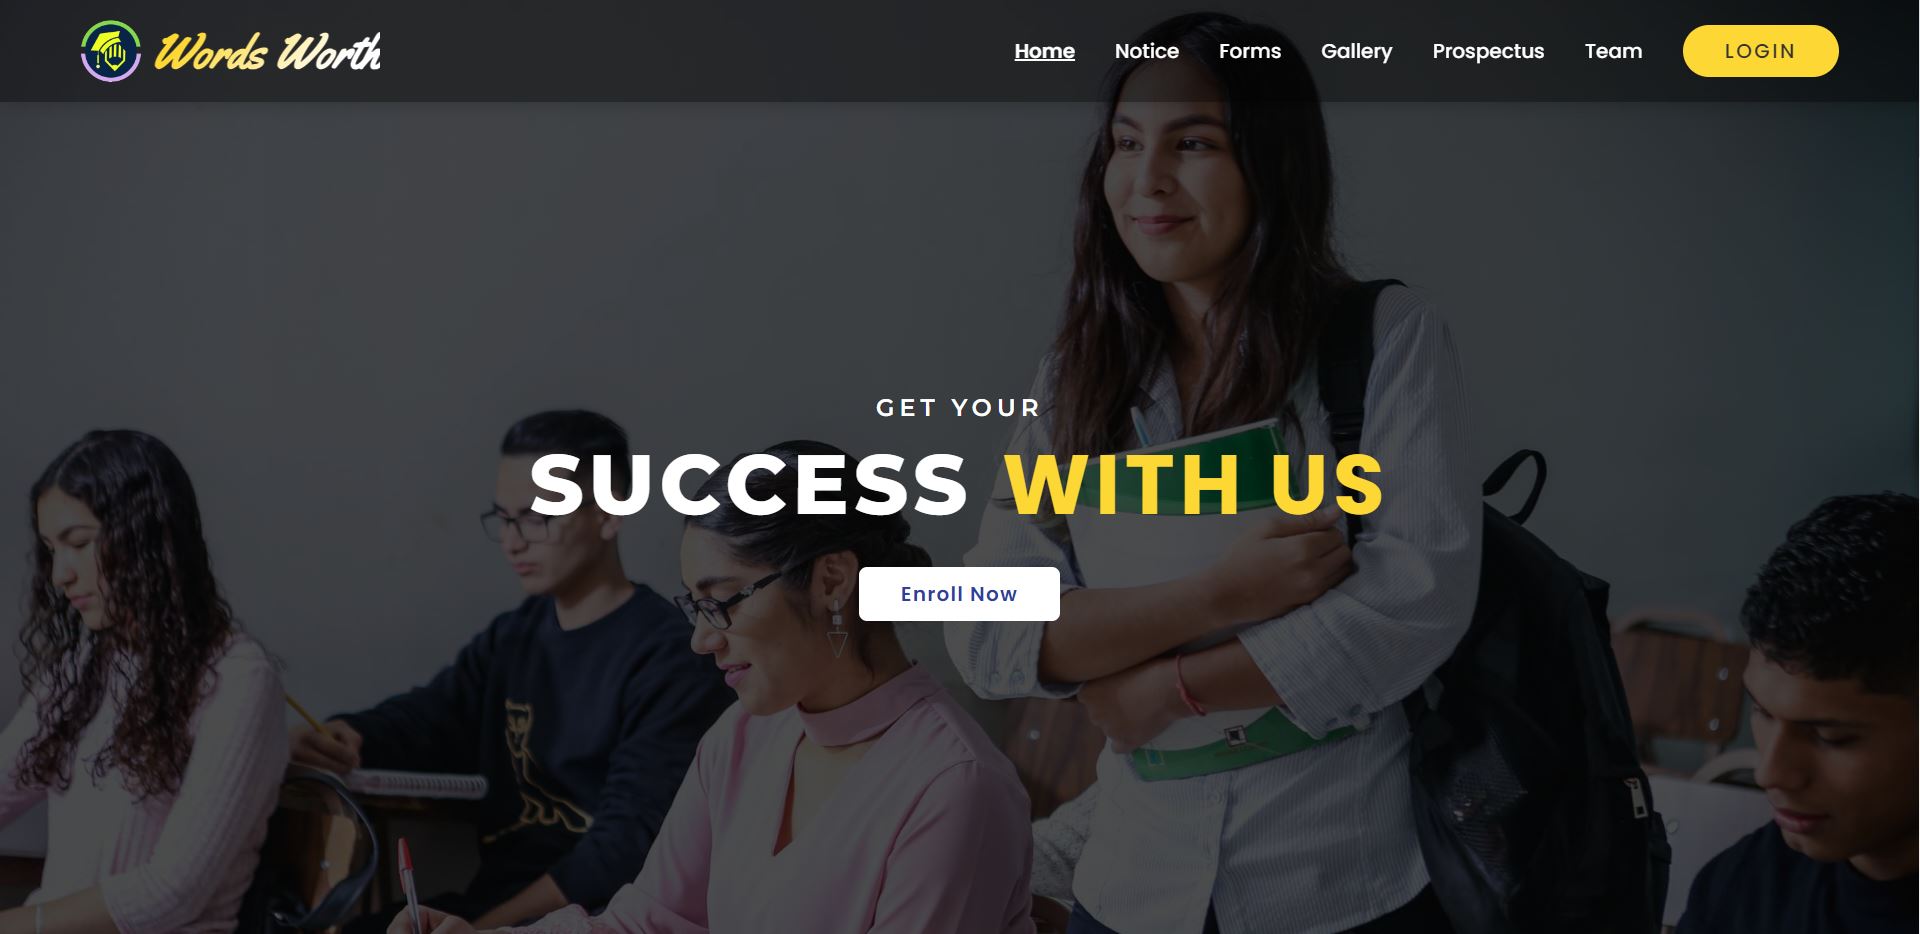 Words Worth
Home Notice Forms Gallery Prospectus Team LOGIN
GET YOUR
SUCCESS WITH US
Enroll Now